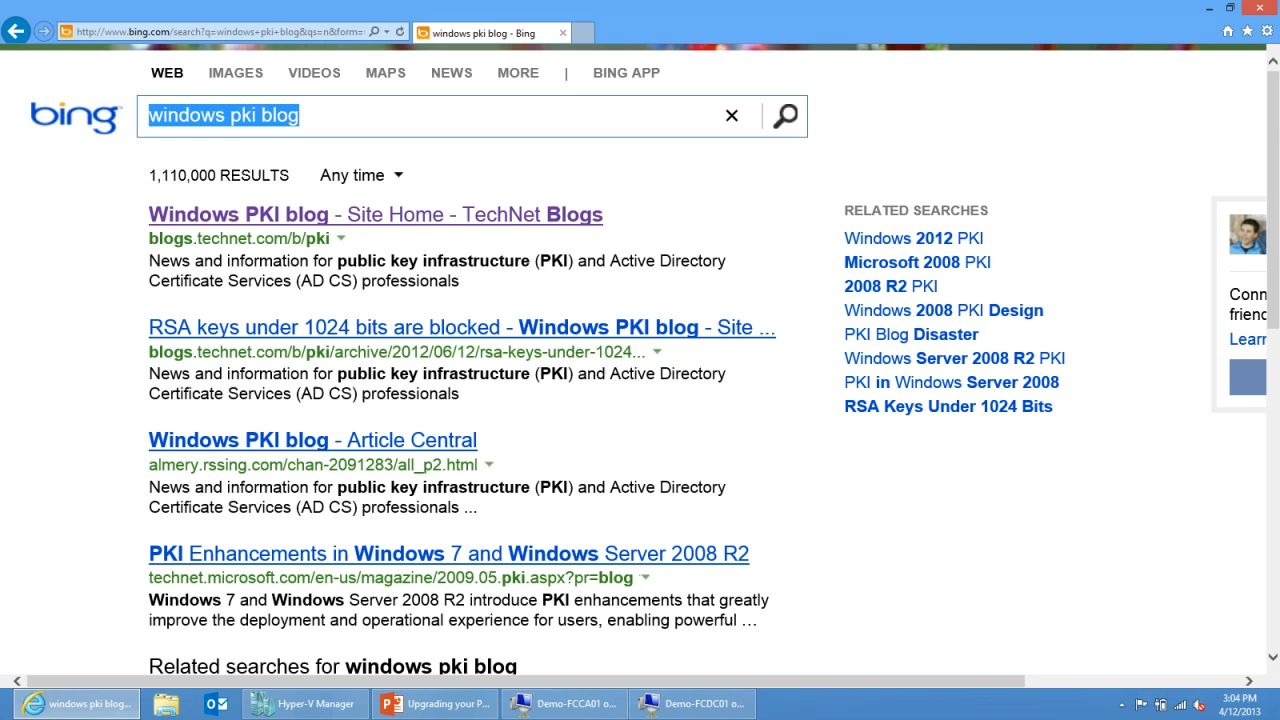 http://www.bing.com/search?q=windows+pki+blog&qs=n&form=
windows pki blog - Bing
WEB IMAGES VIDEOS MAPS NEWS MORE | BING APP
bing
windows pki blog
1,110,000 RESULTS Any time
Windows PKI blog - Site Home - TechNet Blogs
blogs.technet.com/b/pki
News and information for public key infrastructure (PKI) and Active Directory
Certificate Services (AD CS) professionals
RSA keys under 1024 bits are blocked - Windows PKI blog - Site ...
blogs.technet.com/b/pki/archive/2012/06/12/rsa-keys-under-1024...
News and information for public key infrastructure (PKI) and Active Directory
Certificate Services (AD CS) professionals
Windows PKI blog - Article Central
almery.rssing.com/chan-2091283/all_p2.html
News and information for public key infrastructure (PKI) and Active Directory
Certificate Services (AD CS) professionals ...
PKI Enhancements in Windows 7 and Windows Server 2008 R2
technet.microsoft.com/en-us/magazine/2009.05.pki.aspx?pr=blog
Windows 7 and Windows Server 2008 R2 introduce PKI enhancements that greatly
improve the deployment and operational experience for users, enabling powerful ...
Related searches for windows pki blog
RELATED SEARCHES
Windows 2012 PKI
Microsoft 2008 PKI
2008 R2 PKI
Windows 2008 PKI Design
PKI Blog Disaster
Windows Server 2008 R2 PKI
PKI in Windows Server 2008
RSA Keys Under 1024 Bits
Conn
frien
Learn
windows pki blog...
Hyper-V Manager
Upgrading your P...
Demo-FCCA01 o...
Demo-FCDC01 o...
3:04 PM
4/12/2013